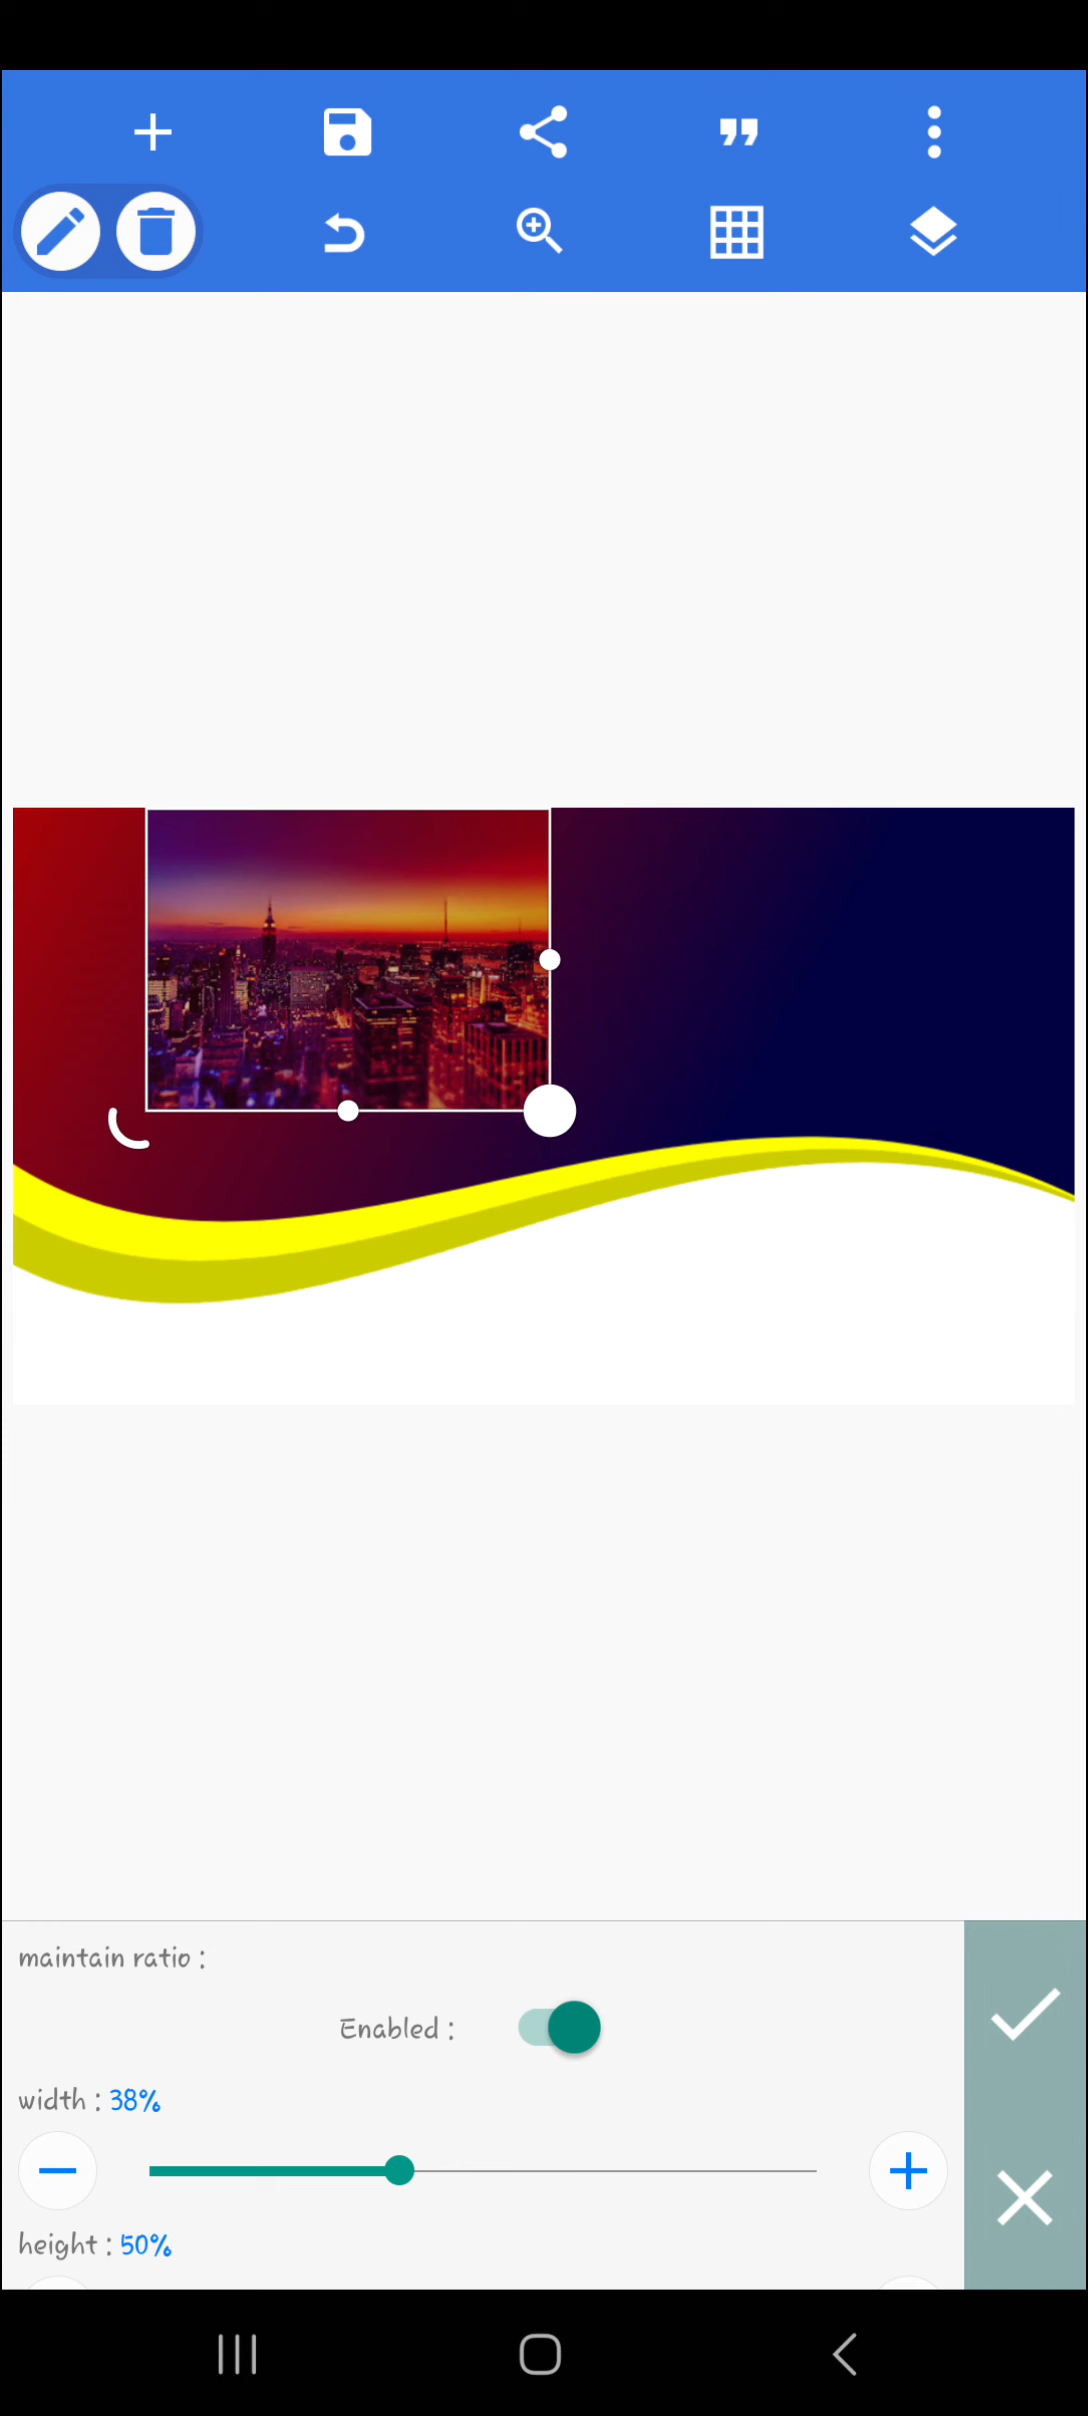 maintain ratio :
Enabled :
width : 38%
height : 50%